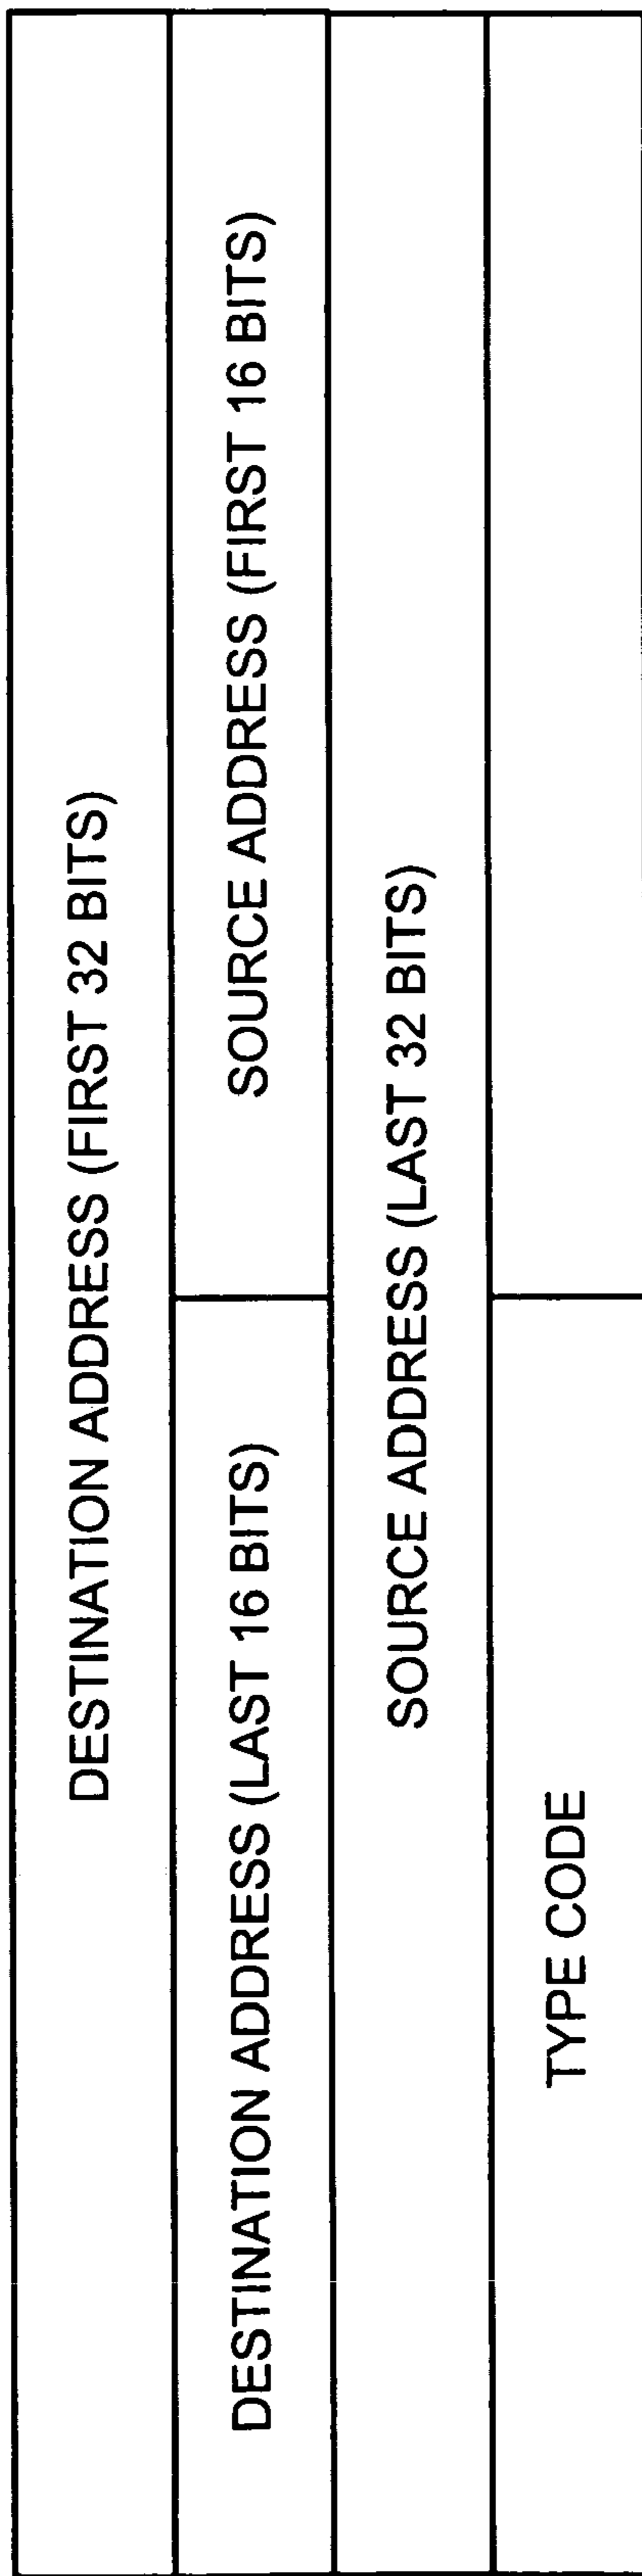 DESTINATION ADDRESS (FIRST 32 BITS)
DESTINATION ADDRESS (LAST 16 BITS)
SOURCE ADDRESS (FIRST 16 BITS)
SOURCE ADDRESS (LAST 32 BITS)
TYPE CODE